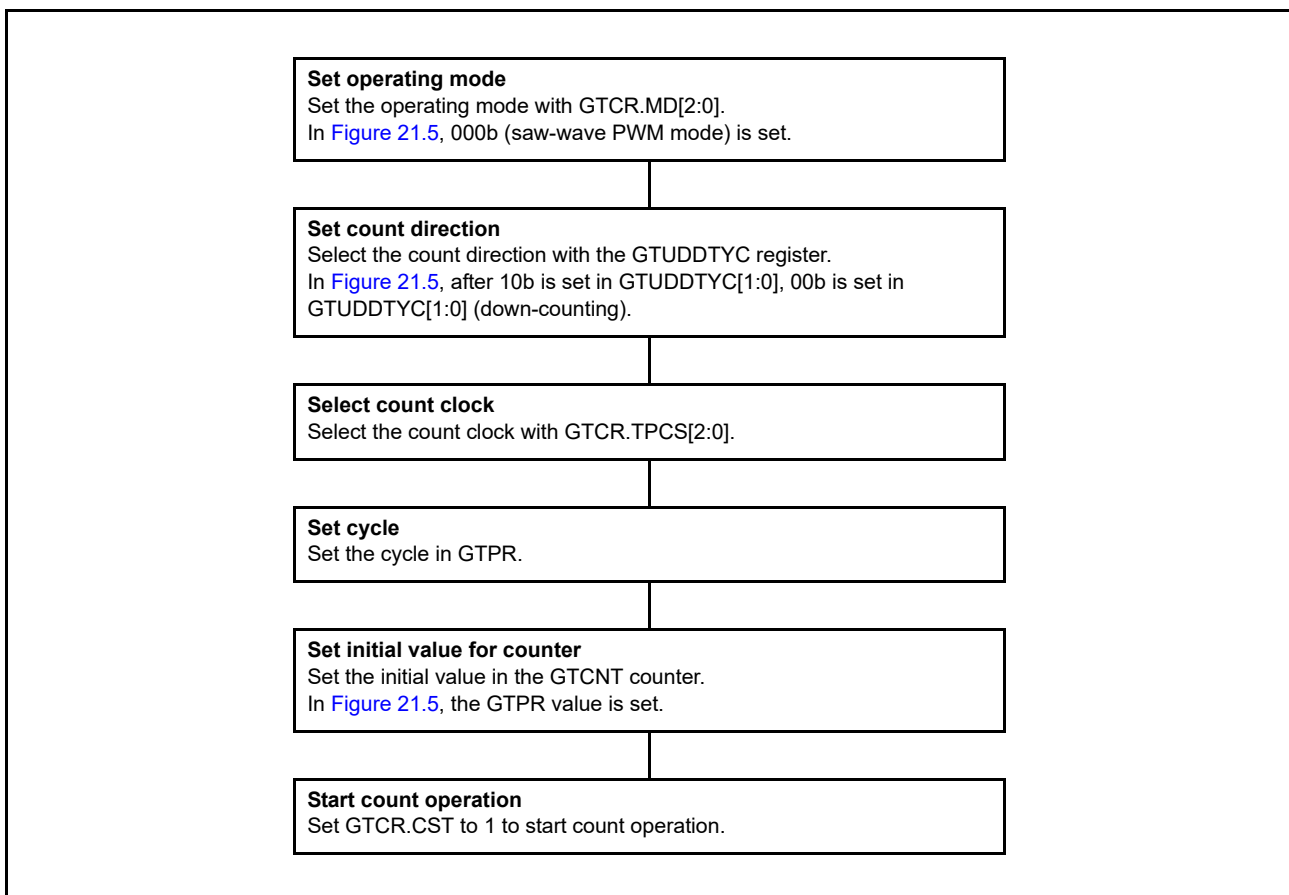 Set operating mode
Set the operating mode with GTCR.MD[2:0].
In Figure 21.5, 000b (saw-wave PWM mode) is set.
Set count direction
Select the count direction with the GTUDDTYC register.
In Figure 21.5, after 10b is set in GTUDDTYC[1:0], 00b is set in
GTUDDTYC[1:0] (down-counting).
Select count clock
Select the count clock with GTCR.TPCS[2:0].
Set cycle
Set the cycle in GTPR.
Set initial value for counter
Set the initial value in the GTCNT counter.
In Figure 21.5, the GTPR value is set.
Start count operation
Set GTCR.CST to 1 to start count operation.